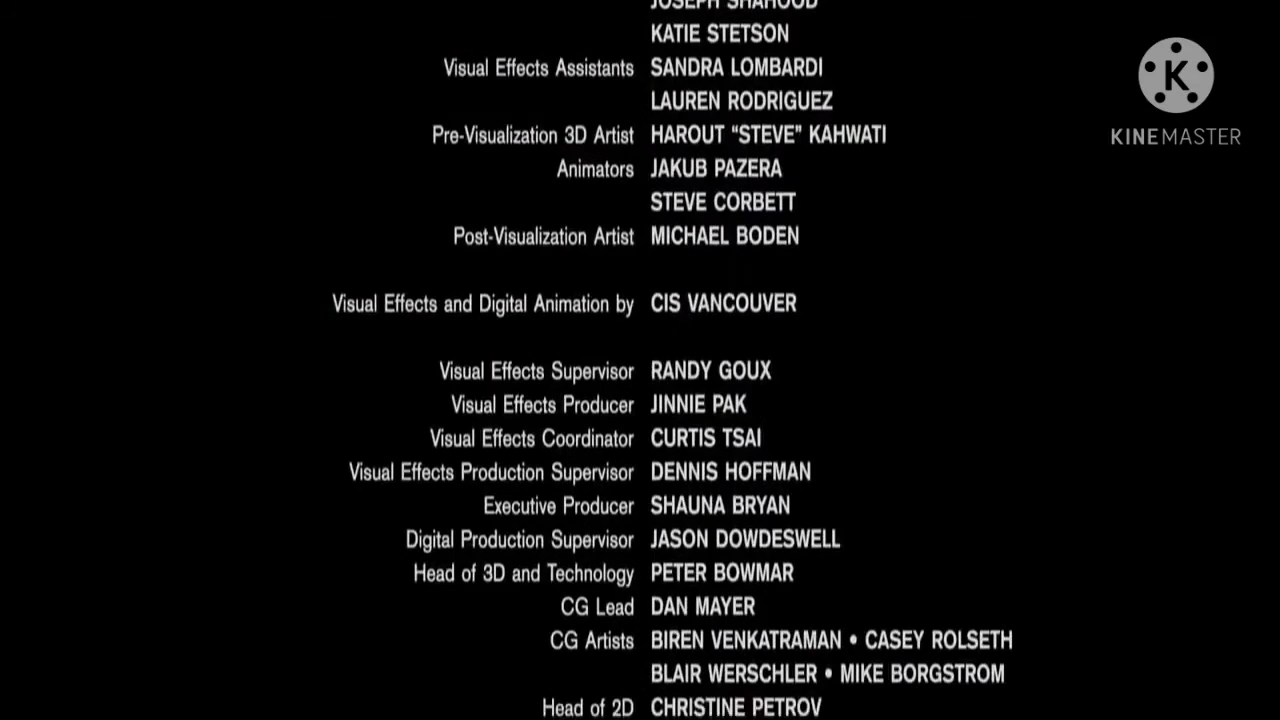 JOSEPH SHAHOOD
KATIE STETSON
Visual Effects Assistants SANDRA LOMBARDI
LAUREN RODRIGUEZ
Pre-Visualization 3D Artist HAROUT “STEVE” KAHWATI
Animators JAKUB PAZERA
STEVE CORBETT
Post-Visualization Artist MICHAEL BODEN
Visual Effects and Digital Animation by CIS VANCOUVER
Visual Effects Supervisor RANDY GOUX
Visual Effects Producer JINNIE PAK
Visual Effects Coordinator CURTIS TSAI
Visual Effects Production Supervisor DENNIS HOFFMAN
Executive Producer SHAUNA BRYAN
Digital Production Supervisor JASON DOWDESWELL
Head of 3D and Technology PETER BOWMAR
CG Lead DAN MAYER
CG Artists BIREN VENKATRAMAN • CASEY ROLSETH
BLAIR WERSCHLER • MIKE BORGSTROM
Head of 2D CHRISTINE PETROV
K
KINEMASTER